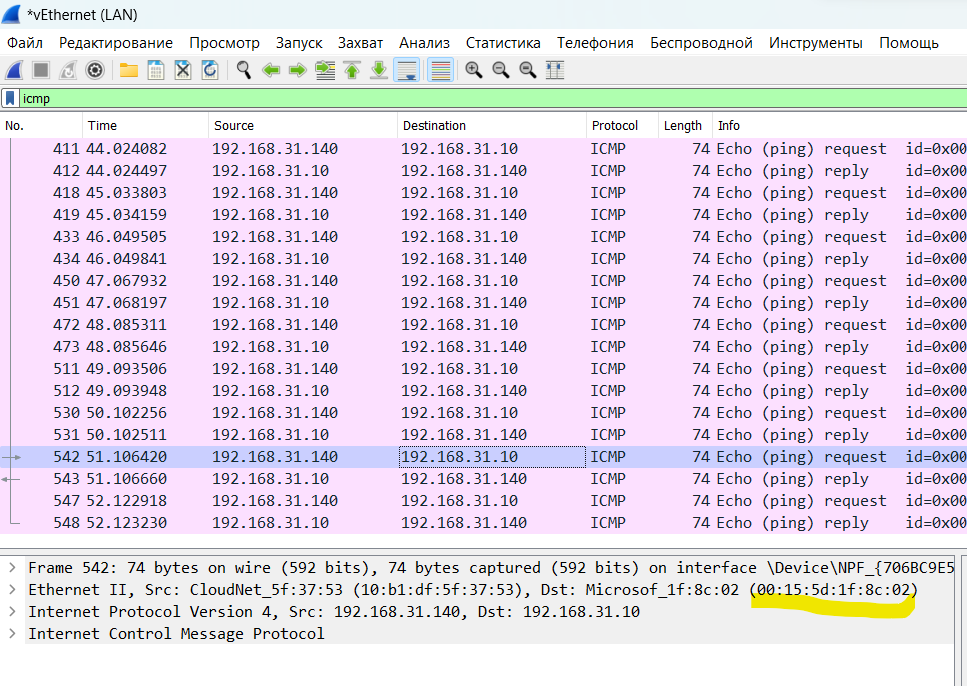 *vEthernet (LAN)
Файл Редактирование Просмотр Запуск Захват Анализ Статистика Телефония Беспроводной Инструменты Помощь
icmp
No. Time Source Destination Protocol Length Info
411 44.024082 192.168.31.140 192.168.31.10 ICMP 74 Echo (ping) request id=0x00
412 44.024497 192.168.31.10 192.168.31.140 ICMP 74 Echo (ping) reply id=0x00
418 45.033803 192.168.31.140 192.168.31.10 ICMP 74 Echo (ping) request id=0x00
419 45.034159 192.168.31.10 192.168.31.140 ICMP 74 Echo (ping) reply id=0x00
433 46.049505 192.168.31.140 192.168.31.10 ICMP 74 Echo (ping) request id=0x00
434 46.049841 192.168.31.10 192.168.31.140 ICMP 74 Echo (ping) reply id=0x00
450 47.067932 192.168.31.140 192.168.31.10 ICMP 74 Echo (ping) request id=0x00
451 47.068197 192.168.31.10 192.168.31.140 ICMP 74 Echo (ping) reply id=0x00
472 48.085311 192.168.31.140 192.168.31.10 ICMP 74 Echo (ping) request id=0x00
473 48.085646 192.168.31.10 192.168.31.140 ICMP 74 Echo (ping) reply id=0x00
511 49.093506 192.168.31.140 192.168.31.10 ICMP 74 Echo (ping) request id=0x00
512 49.093948 192.168.31.10 192.168.31.140 ICMP 74 Echo (ping) reply id=0x00
530 50.102256 192.168.31.140 192.168.31.10 ICMP 74 Echo (ping) request id=0x00
531 50.102511 192.168.31.10 192.168.31.140 ICMP 74 Echo (ping) reply id=0x00
542 51.106420 192.168.31.140 192.168.31.10 ICMP 74 Echo (ping) request id=0x00
543 51.106660 192.168.31.10 192.168.31.140 ICMP 74 Echo (ping) reply id=0x00
547 52.122918 192.168.31.140 192.168.31.10 ICMP 74 Echo (ping) request id=0x00
548 52.123230 192.168.31.10 192.168.31.140 ICMP 74 Echo (ping) reply id=0x00
Frame 542: 74 bytes on wire (592 bits), 74 bytes captured (592 bits) on interface \Device\NPF_{706BC9E5
Ethernet II, Src: CloudNet_5f:37:53 (10:b1:df:5f:37:53), Dst: Microsof_1f:8c:02 (00:15:5d:1f:8c:02)
Internet Protocol Version 4, Src: 192.168.31.140, Dst: 192.168.31.10
Internet Control Message Protocol